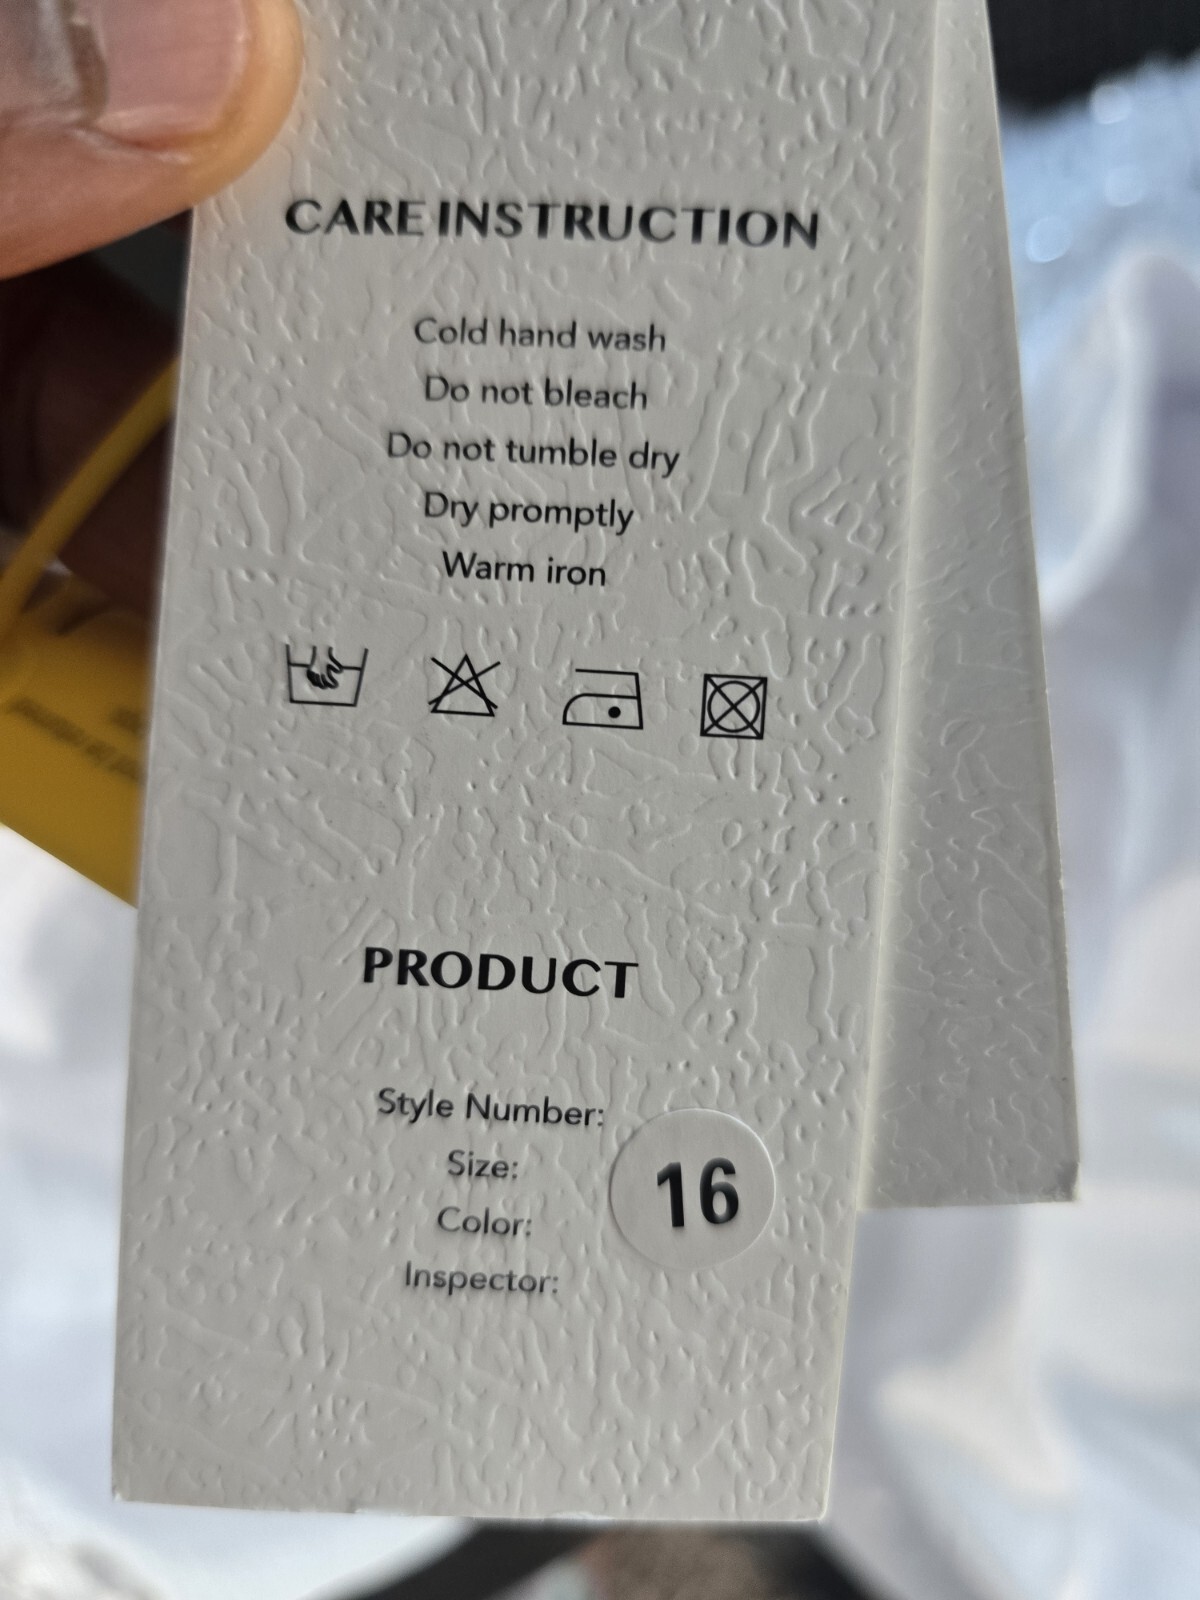 CARE INSTRUCTION
Cold hand wash
Do not bleach
Do not tumble dry
Dry promptly
Warm iron
PRODUCT
Style Number:
Size:
16
Color:
Inspector: